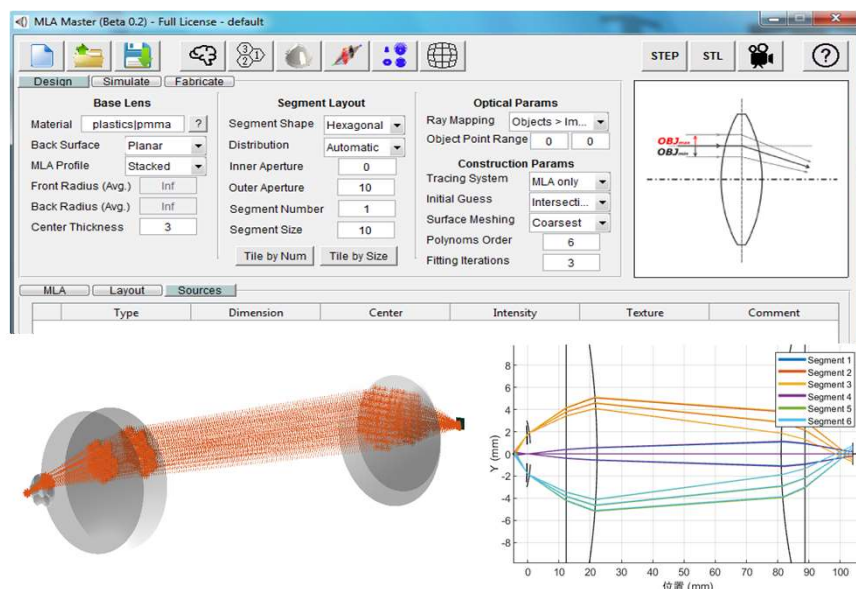 MLA Master (Beta 0.2) - Full License - default
STEP STL
Design Simulate Fabricate
Base Lens
Material plastics|pmma ?
Back Surface Planar
MLA Profile Stacked
Front Radius (Avg.) Inf
Back Radius (Avg.) Inf
Center Thickness 3
Segment Layout
Segment Shape Hexagonal
Distribution Automatic
Inner Aperture 0
Outer Aperture 10
Segment Number 1
Segment Size 10
Tile by Num Tile by Size
Optical Params
Ray Mapping Objects > Im...
Object Point Range 0 0
Construction Params
Tracing System MLA only
Initial Guess Intersecti...
Surface Meshing Coarsest
Polynoms Order 6
Fitting Iterations 3
OBJmax
OBJmin
MLA Layout Sources
Type Dimension Center Intensity Texture Comment
Segment 1
Segment 2
Segment 3
Segment 4
Segment 5
Segment 6
Y (mm)
8
6
4
2
0
-2
-4
-6
-8
0 10 20 30 40 50 60 70 80 90 100
位置 (mm)